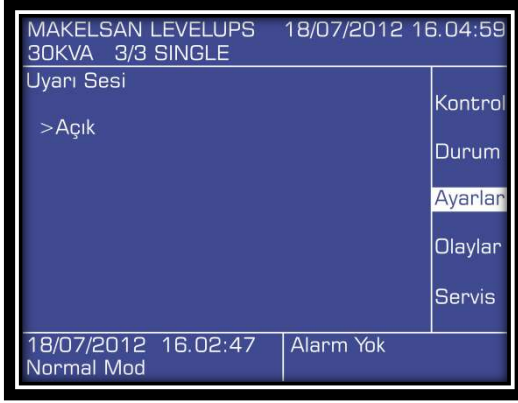 MAKELSAN LEVELUPS 18/07/2012 16.04:59
30KVA 3/3 SINGLE
Uyarı Sesi
>Açık
Kontrol
Durum
Ayarlar
Olaylar
Servis
18/07/2012 16.02:47 Alarm Yok
Normal Mod